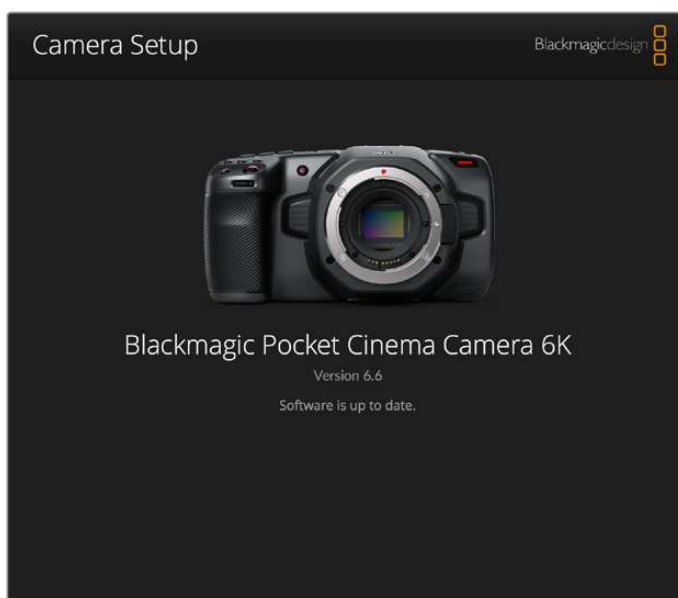 Camera Setup
Blackmagicdesign
Blackmagic Pocket Cinema Camera 6K
Version 6.6
Software is up to date.